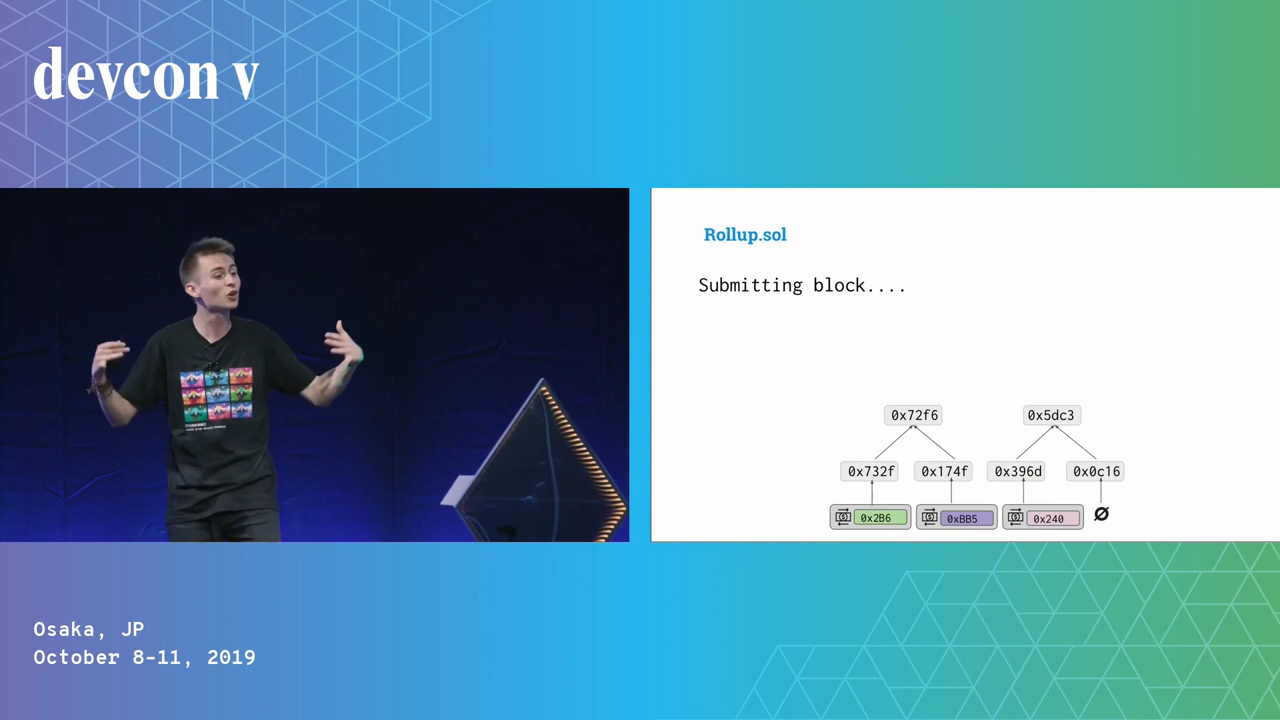 devcon v
Rollup.sol
Submitting block....
0x72f6 0x5dc3
0x732f 0x174f 0x396d 0x0c16
0x2B6 0xBB5 0x240 Ø
Osaka, JP
October 8-11, 2019